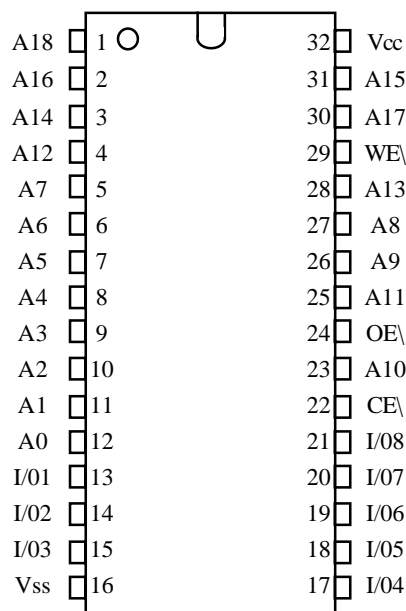 A18 1 32 Vcc
A16 2 31 A15
A14 3 30 A17
A12 4 29 WE\
A7 5 28 A13
A6 6 27 A8
A5 7 26 A9
A4 8 25 A11
A3 9 24 OE\
A2 10 23 A10
A1 11 22 CE\
A0 12 21 I/08
I/01 13 20 I/07
I/02 14 19 I/06
I/03 15 18 I/05
Vss 16 17 I/04